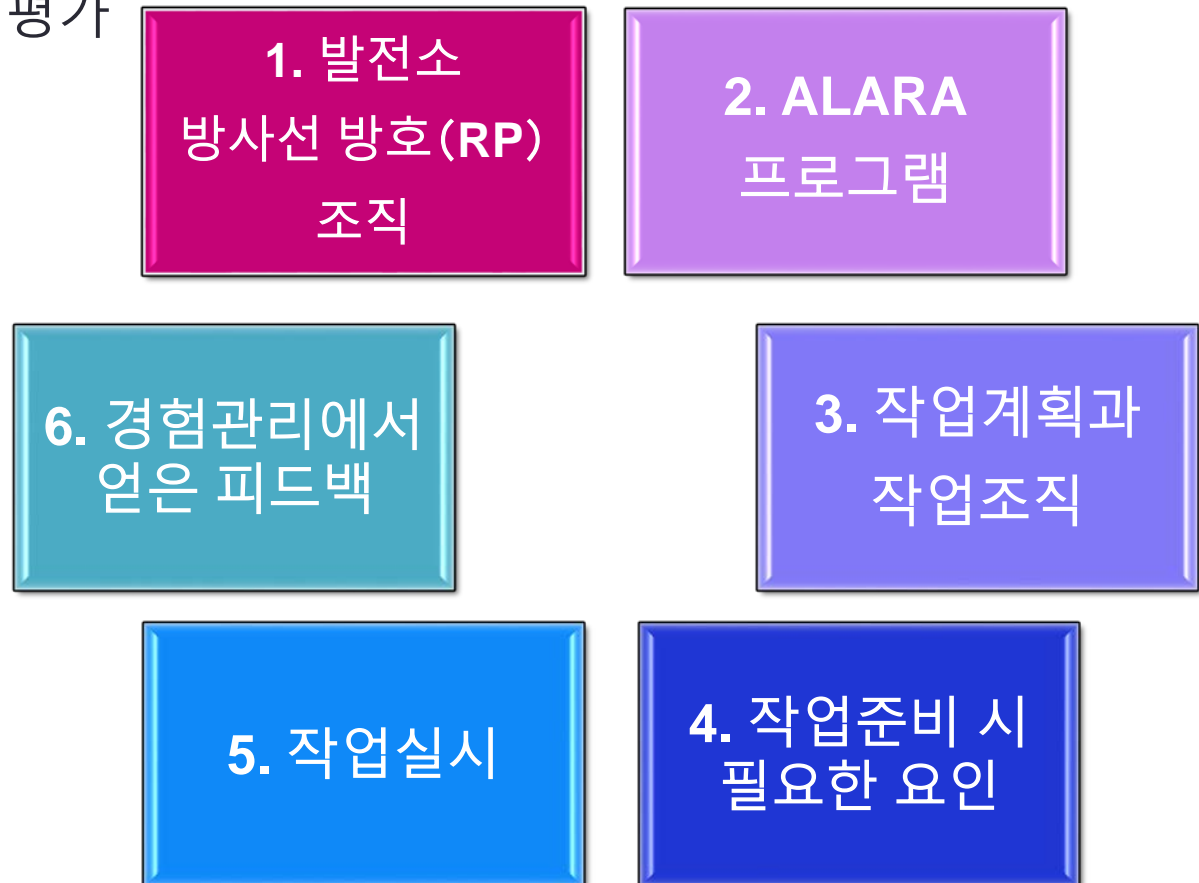 평가
1. 발전소
방사선 방호(RP)
조직
2. ALARA
프로그램
6. 경험관리에서
얻은 피드백
3. 작업계획과
작업조직
5. 작업실시
4. 작업준비 시
필요한 요인